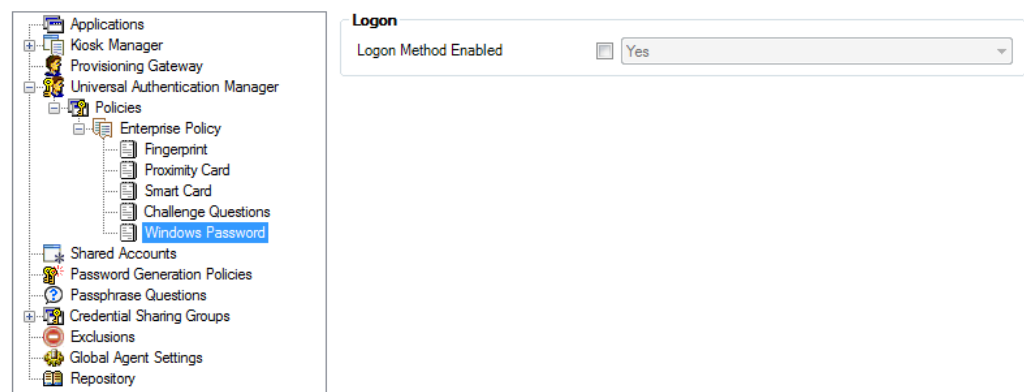 Applications
Kiosk Manager
Provisioning Gateway
Universal Authentication Manager
Policies
Enterprise Policy
Fingerprint
Proximity Card
Smart Card
Challenge Questions
Windows Password
Shared Accounts
Password Generation Policies
Passphrase Questions
Credential Sharing Groups
Exclusions
Global Agent Settings
Repository
Logon
Logon Method Enabled Yes